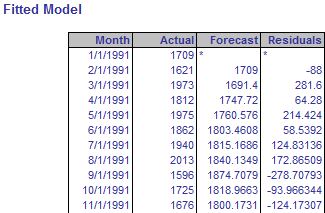 Fitted Model
Month Actual Forecast Residuals
1/1/1991 1709 * *
2/1/1991 1621 1709 -88
3/1/1991 1973 1691.4 281.6
4/1/1991 1812 1747.72 64.28
5/1/1991 1975 1760.576 214.424
6/1/1991 1862 1803.4608 58.5392
7/1/1991 1940 1815.1686 124.83136
8/1/1991 2013 1840.1349 172.86509
9/1/1991 1596 1874.7079 -278.70793
10/1/1991 1725 1818.9663 -93.966344
11/1/1991 1676 1800.1731 -124.17307